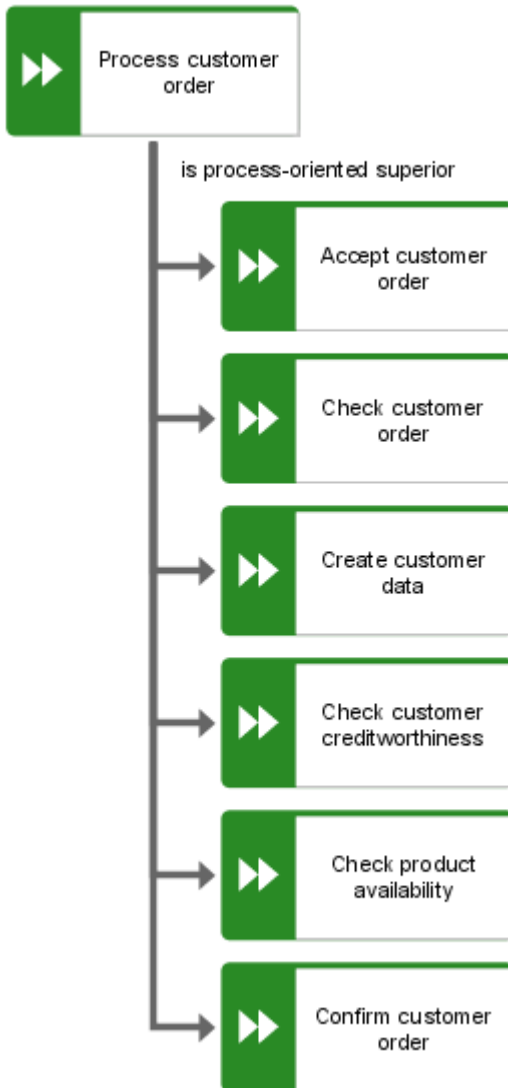 Process customer
order
is process-oriented superior
Accept customer
order
Check customer
order
Create customer
data
Check customer
creditworthiness
Check product
availability
Confirm customer
order